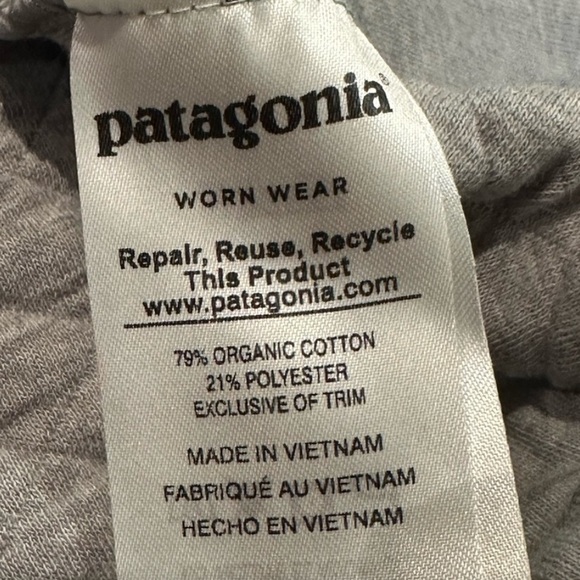 patagonia®
WORN WEAR
Repair, Reuse, Recycle
This Product
www.patagonia.com
79% ORGANIC COTTON
21% POLYESTER
EXCLUSIVE OF TRIM
MADE IN VIETNAM
FABRIQUÉ AU VIETNAM
HECHO EN VIETNAM